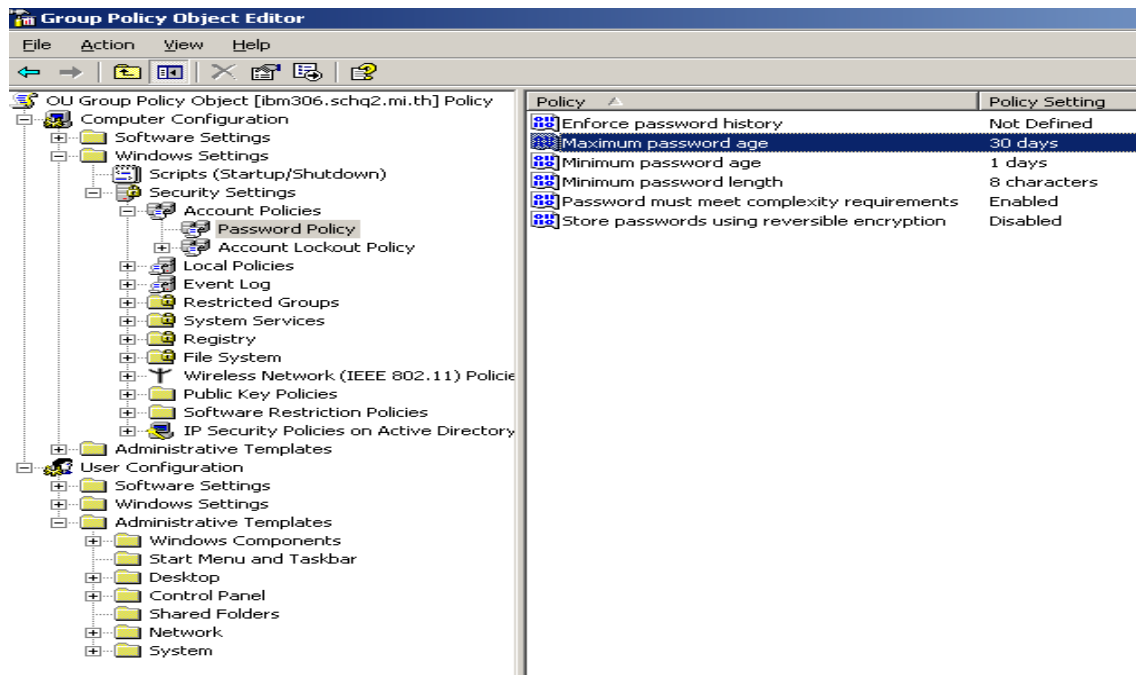 Group Policy Object Editor
File Action View Help
OU Group Policy Object [ibm306.schq2.mi.th] Policy
Computer Configuration
Software Settings
Windows Settings
Scripts (Startup/Shutdown)
Security Settings
Account Policies
Password Policy
Account Lockout Policy
Local Policies
Event Log
Restricted Groups
System Services
Registry
File System
Wireless Network (IEEE 802.11) Policie
Public Key Policies
Software Restriction Policies
IP Security Policies on Active Directory
Administrative Templates
User Configuration
Software Settings
Windows Settings
Administrative Templates
Windows Components
Start Menu and Taskbar
Desktop
Control Panel
Shared Folders
Network
System
Policy Policy Setting
Enforce password history Not Defined
Maximum password age 30 days
Minimum password age 1 days
Minimum password length 8 characters
Password must meet complexity requirements Enabled
Store passwords using reversible encryption Disabled